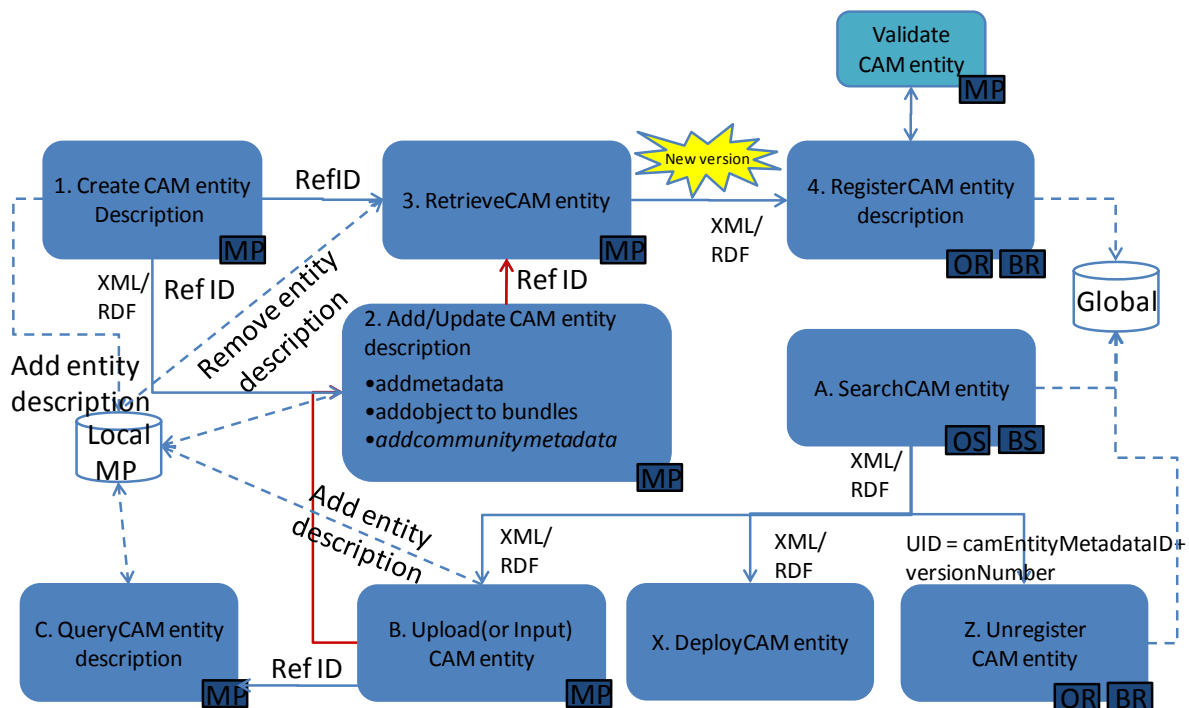 Validate
CAM entity
MP
1. Create CAM entity
Description
MP
RefID
3. RetrieveCAM entity
MP
New version
XML/
RDF
4. RegisterCAM entity
description
OR BR
XML/
RDF
Ref ID
Remove entity
description
Ref ID
Global
2. Add/Update CAM entity
description
•addmetadata
•addobject to bundles
•addcommunitymetadata
MP
Add entity
description
Local
MP
A. SearchCAM entity
OS BS
XML/
RDF
Add entity
description
XML/
RDF
XML/
RDF
UID = camEntityMetadataID+
versionNumber
C. QueryCAM entity
description
MP
Ref ID
B. Upload(or Input)
CAM entity
MP
X. DeployCAM entity
Z. Unregister
CAM entity
OR BR